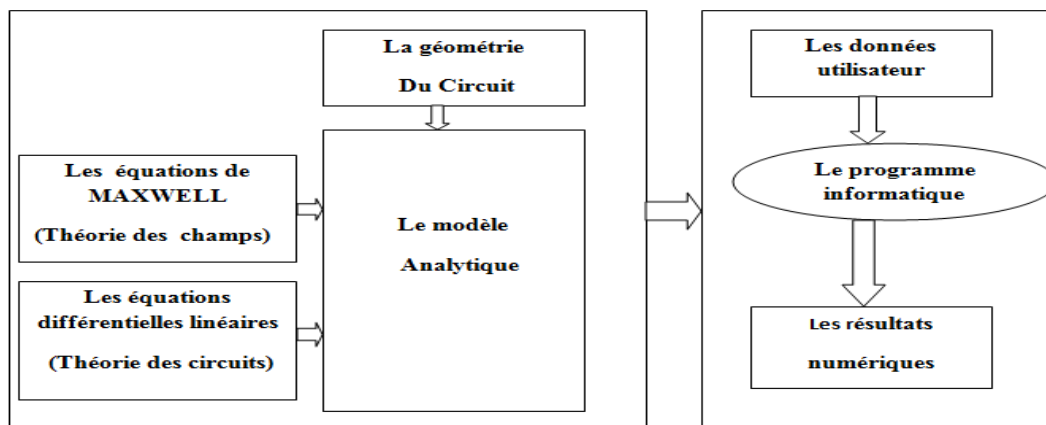 La géométrie
Du Circuit
Les équations de
MAXWELL
(Théorie des champs)
Les équations
différentielles linéaires
(Théorie des circuits)
Le modèle
Analytique
Les données
utilisateur
Le programme
informatique
Les résultats
numériques